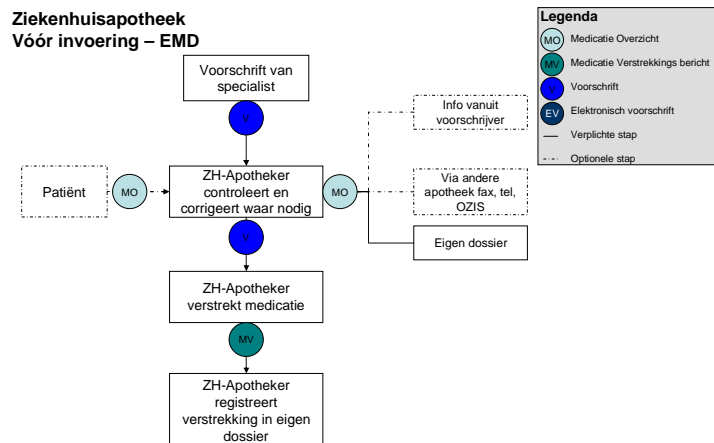 Ziekenhuisapotheek
Vóór invoering – EMD
Legenda
MO Medicatie Overzicht
MV Medicatie Verstrekkings bericht
V Voorschrift
EV Elektronisch voorschrift
Verplichte stap
Optionele stap
Voorschrift van
specialist
V
Info vanuit
voorschrijver
Patiënt
MO
ZH-Apotheker
controleert en
corrigeert waar nodig
MO
Via andere
apotheek fax, tel,
OZIS
Eigen dossier
V
ZH-Apotheker
verstrekt medicatie
MV
ZH-Apotheker
registreert
verstrekking in eigen
dossier